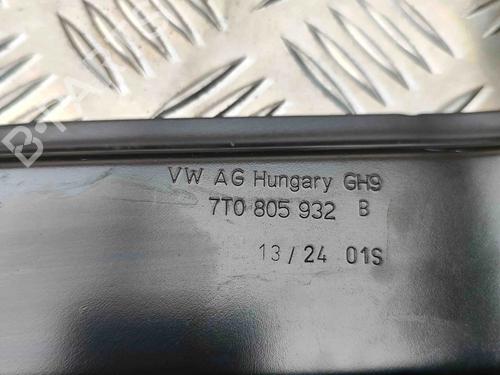 VW AG Hungary GH9
7T0 805 932 B
13/24 01S